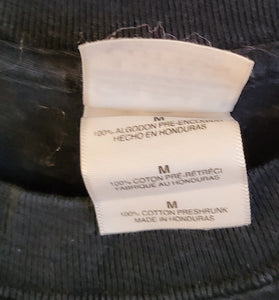 M
100% ALGODON PRE-ENCOGIDO
HECHO EN HONDURAS
M
100% COTON PRÉ-RÉTRÉCI
FABRIQUÉ AU HONDURAS
M
100% COTTON PRESHRUNK
MADE IN HONDURAS